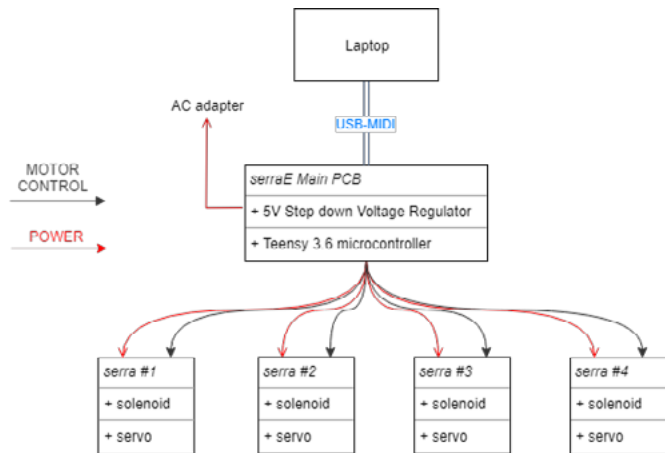 Laptop
AC adapter
USB-MIDI
MOTOR
CONTROL
POWER
serraE Main PCB
+ 5V Step down Voltage Regulator
+ Teensy 3.6 microcontroller
serra #1
+ solenoid
+ servo
serra #2
+ solenoid
+ servo
serra #3
+ solenoid
+ servo
serra #4
+ solenoid
+ servo